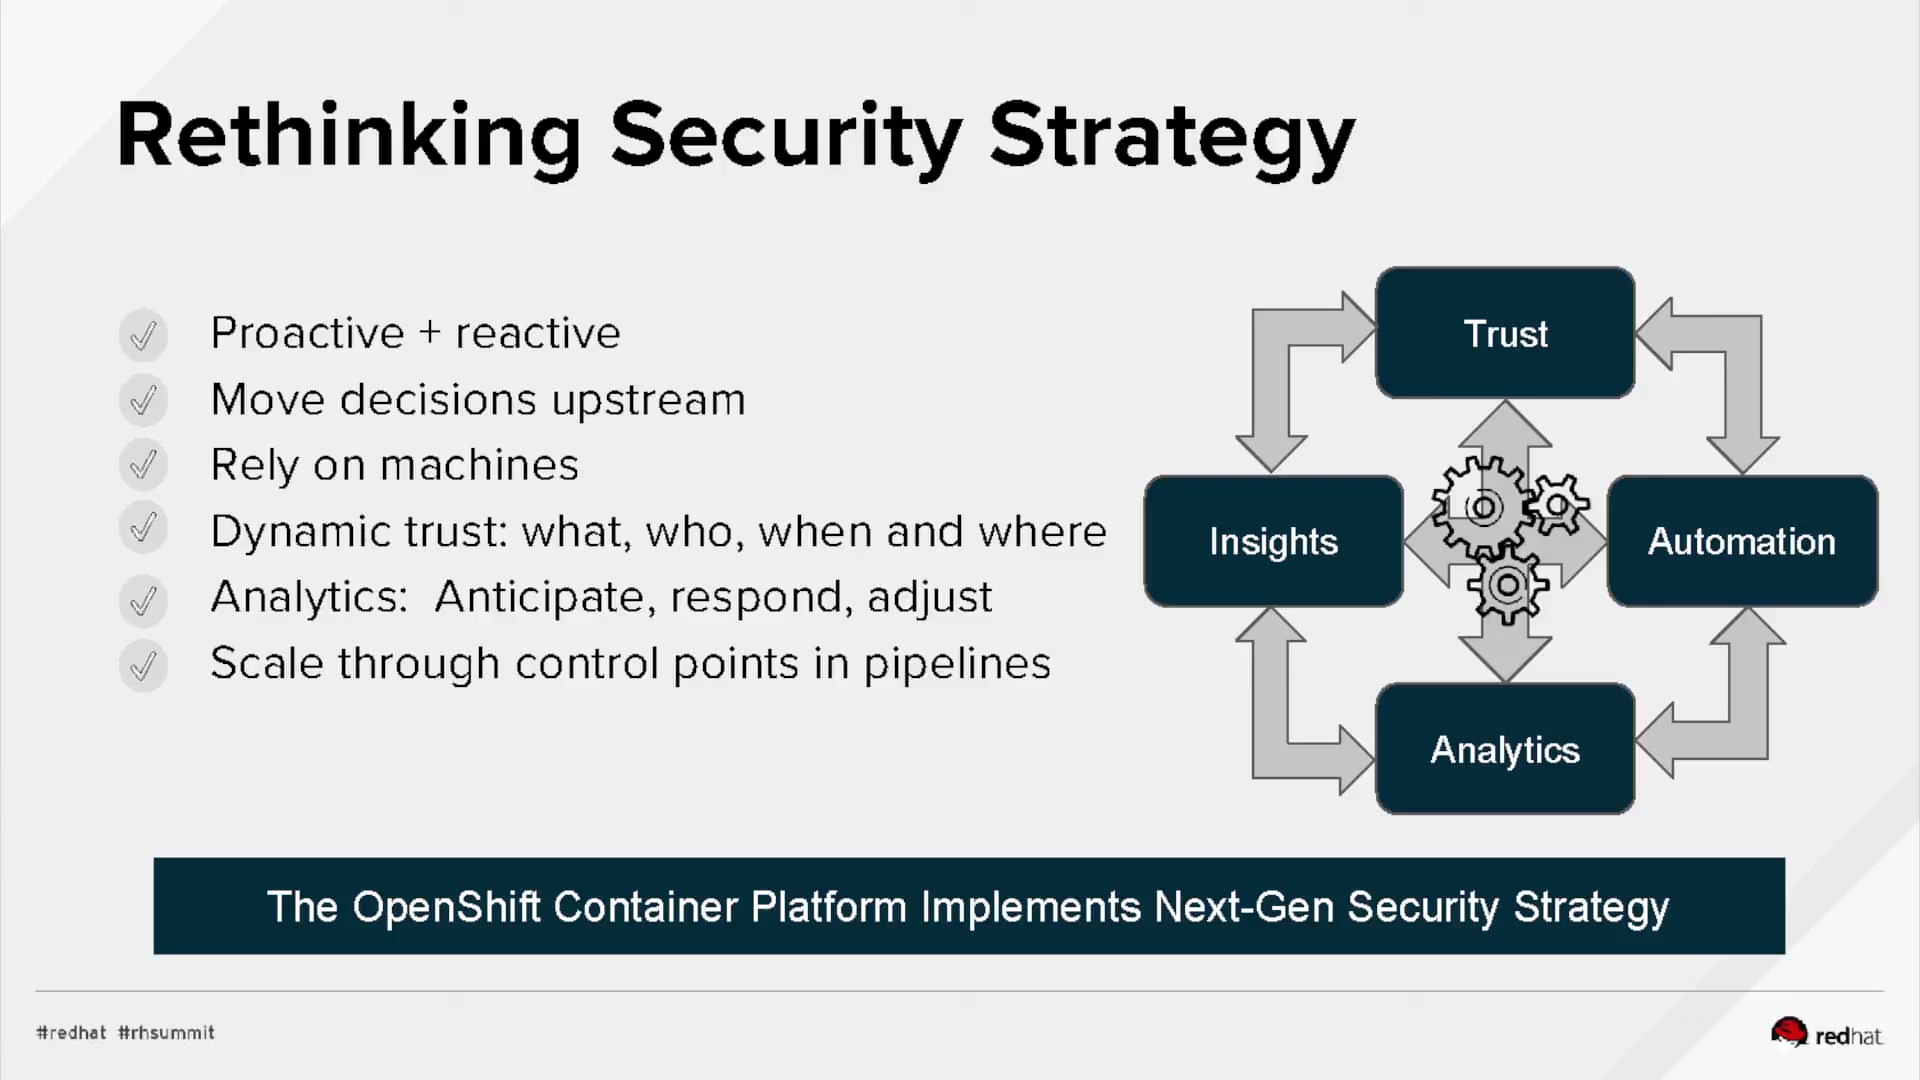 Rethinking Security Strategy
Proactive + reactive
Move decisions upstream
Rely on machines
Dynamic trust: what, who, when and where
Analytics: Anticipate, respond, adjust
Scale through control points in pipelines
Trust
Insights
Automation
Analytics
The OpenShift Container Platform Implements Next-Gen Security Strategy
#redhat #rhsummit
redhat